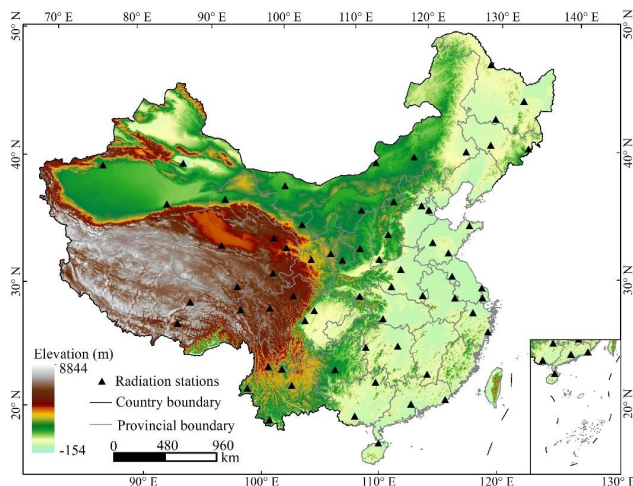 70° E 80° E 90° E 100° E 110° E 120° E 130° E 140° E
50° N 50° N
40° N 40° N
30° N 30° N
20° N 20° N
Elevation (m)
8844
-154
Radiation stations
Country boundary
Provincial boundary
0 480 960
km
90° E 100° E 110° E 120° E 130° E